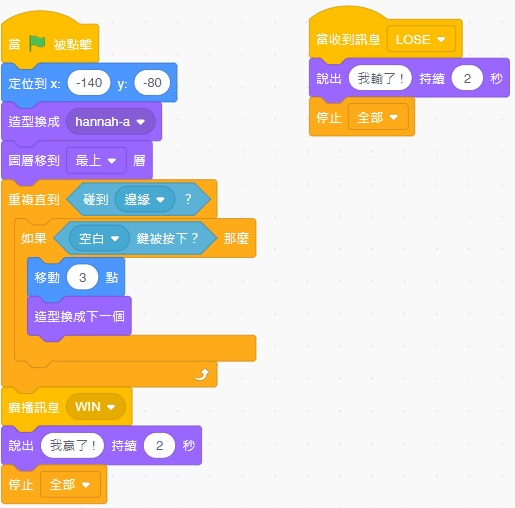 當 被點擊
定位到 x: -140 y: -80
造型換成 hannah-a
圖層移到 最上 層
重複直到 碰到 邊緣 ?
如果 空白 鍵被按下? 那麼
移動 3 點
造型換成下一個
廣播訊息 WIN
說出 我贏了! 持續 2 秒
停止 全部
當收到訊息 LOSE
說出 我輸了! 持續 2 秒
停止 全部